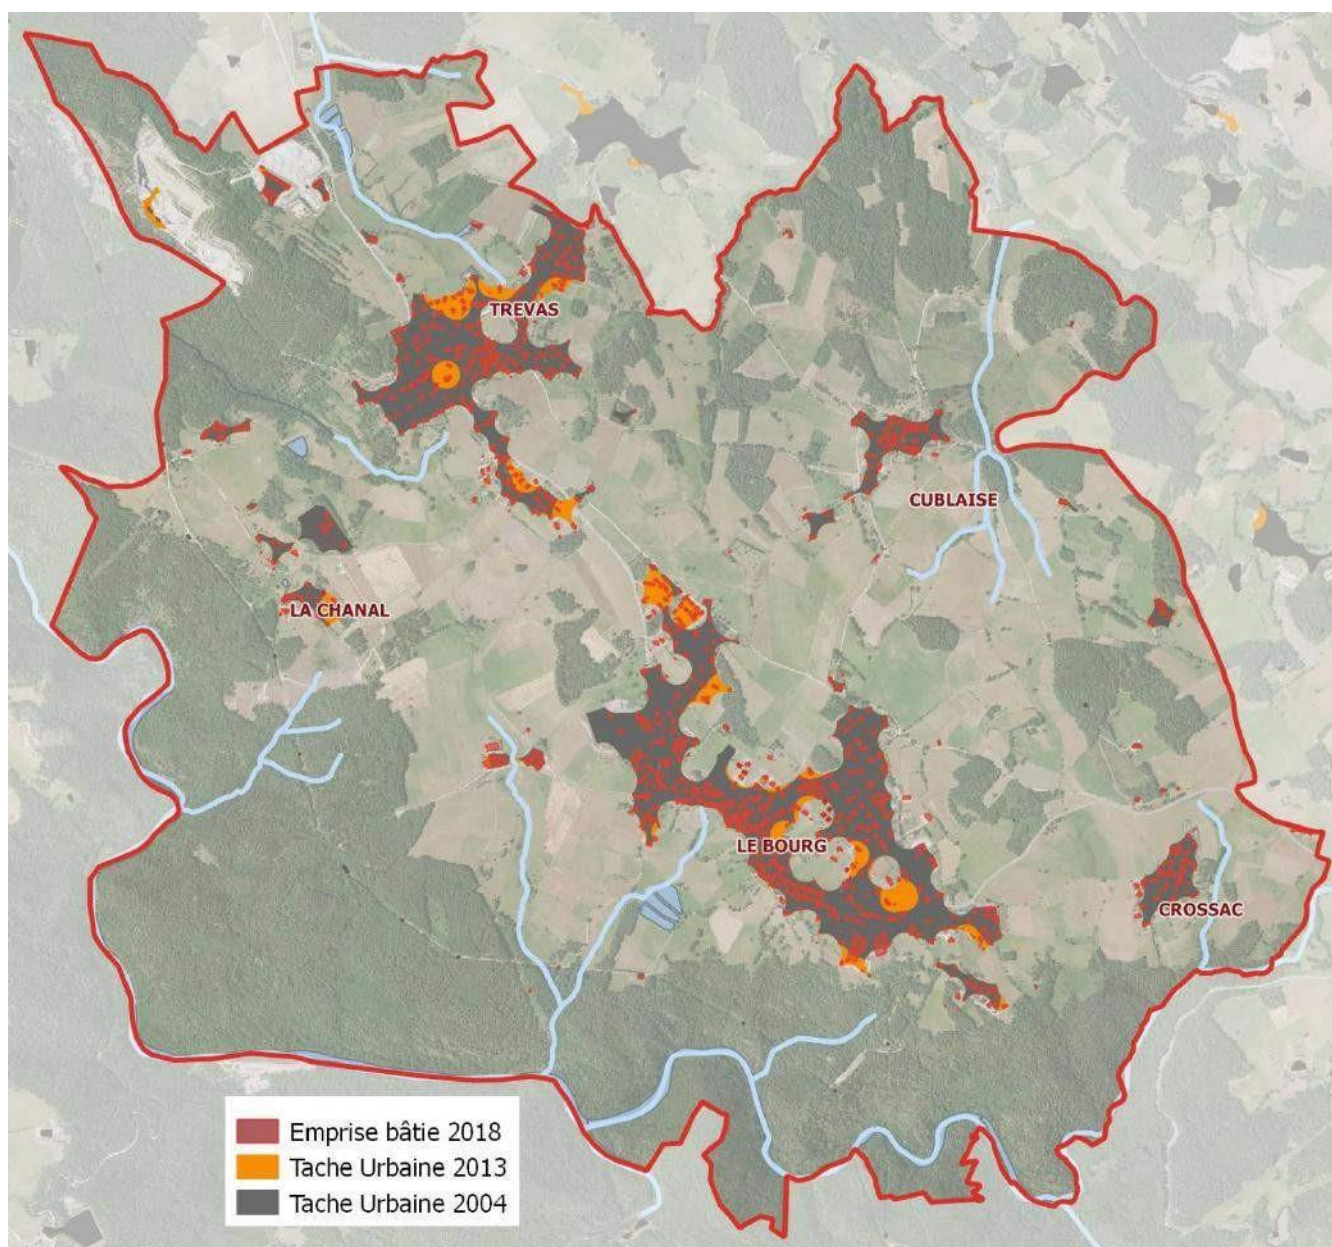 TREVAS
CUBLAISE
LA CHANAL
LE BOURG
CROSSAC
Emprise bâtie 2018
Tache Urbaine 2013
Tache Urbaine 2004